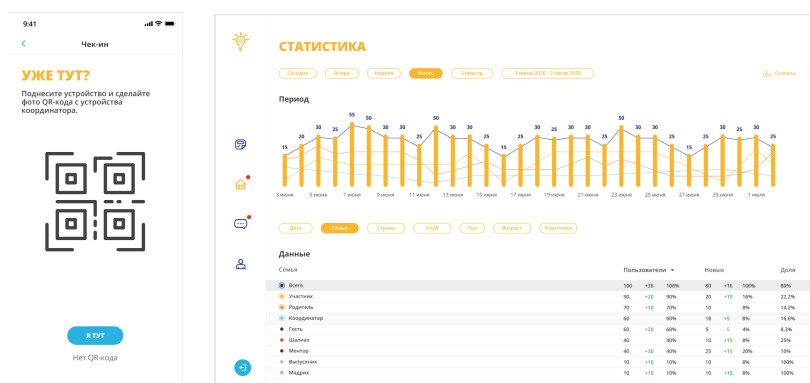 9:41
Чек-ин
УЖЕ ТУТ?
Поднесите устройство и сделайте
фото QR-кода с устройства
координатора.
Я ТУТ
Нет QR-кода
СТАТИСТИКА
Сегодня Вчера Неделя Месяц Семестр 3 июня 2020 - 2 июля 2020 Скачать
Период
55
50 50
30 30 30 30 30 30 25 30 30 30 30 25 30
20 25 25 25 25 25 25 25
15 15 15
3 июня 5 июня 7 июня 9 июня 11 июня 13 июня 15 июня 17 июня 19 июня 21 июня 23 июня 25 июня 27 июня 29 июня 1 июля
Дата Семья Страна Клуб Пол Возраст Участники
Данные
Семья Пользователи Новые Доля
Всего 100 +35 100% 80 +15 100% 80%
Участник 90 +20 90% 20 +10 16% 22,2%
Родитель 70 +10 70% 10 8% 14,2%
Координатор 60 60% 10 +5 8% 16,6%
Гость 60 +20 60% 5 -5 4% 8,3%
Шалиах 40 40% 10 +15 8% 25%
Ментор 40 +30 40% 25 +15 20% 10%
Выпускник 10 +10 10% 10 8% 100%
Мадрих 10 +10 10% 10 +10 8% 100%